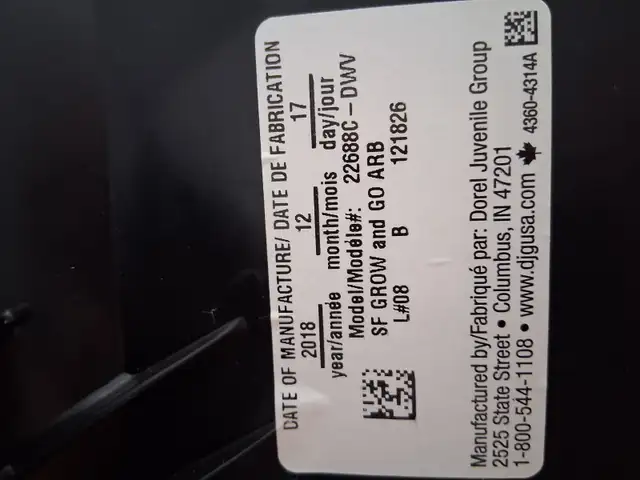 DATE OF MANUFACTURE/ DATE DE FABRICATION
2018 12 17
year/année month/mois day/jour
Model/Modéle#: 22688C - DWV
SF GROW and GO ARB
L#08 B 121826
Manufactured by/Fabriqué par: Dorel Juvenile Group
2525 State Street • Columbus, IN 47201
1-800-544-1108 • www.djgusa.com 4360-4314A